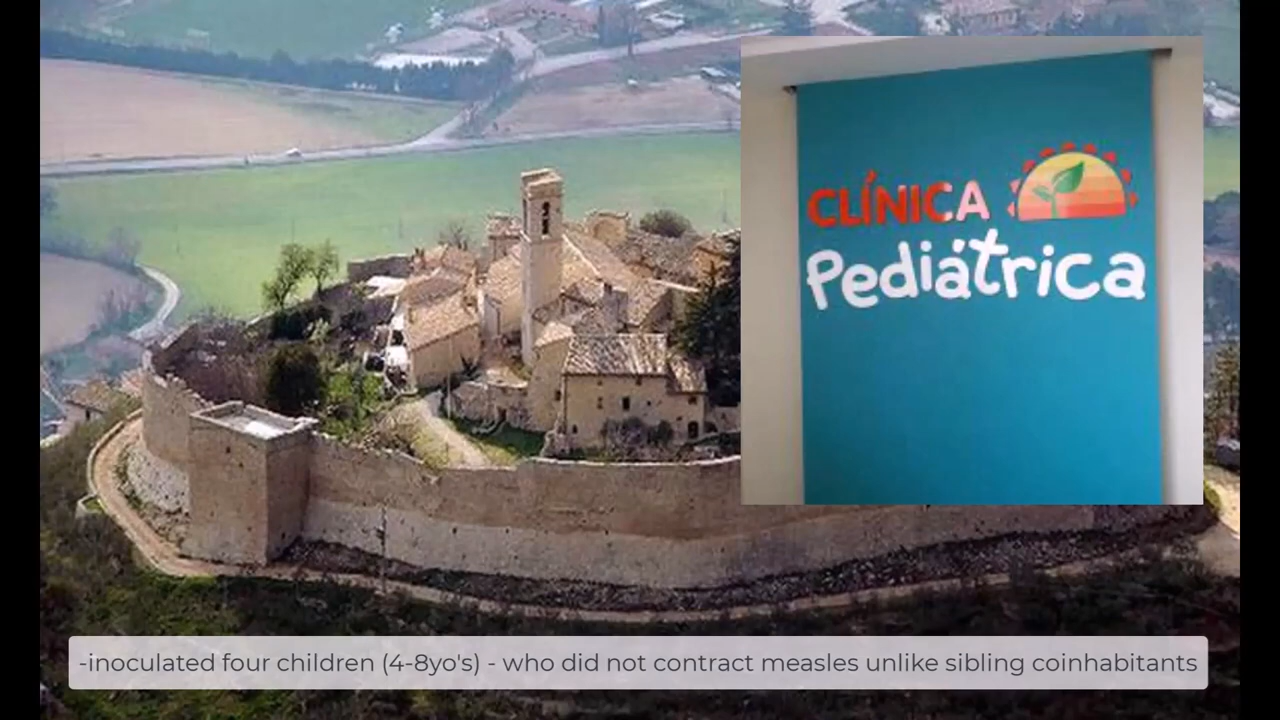 CLÍNICA
Pediátrica
-inoculated four children (4-8yo's) - who did not contract measles unlike sibling coinhabitants